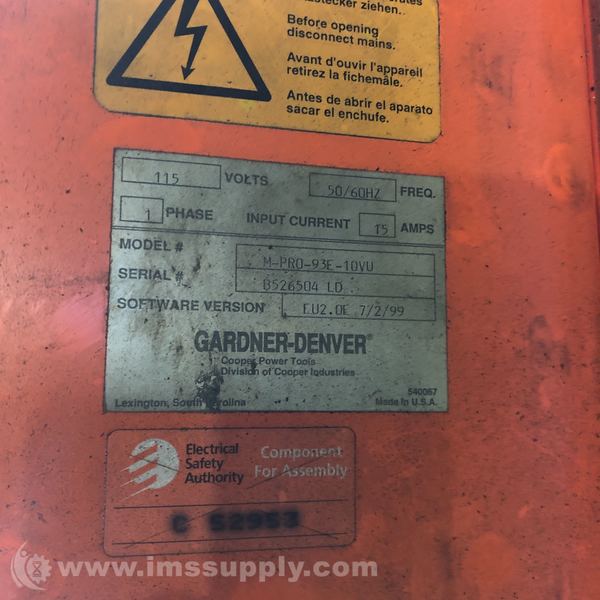 ziehen.
Before opening
disconnect mains.
Avant d'ouvir l'appareil
retirez la fichemâle.
Antes de abrir el aparato
sacar el enchufe.
115 VOLTS 50/60HZ FREQ.
1 PHASE INPUT CURRENT 15 AMPS
MODEL # M-PRO-93E-10VU
SERIAL # B526504 LD
SOFTWARE VERSION EU2.0E 7/2/99
GARDNER-DENVER®
Cooper Power Tools
Division of Cooper Industries
540067
Lexington, South Carolina Made In U.S.A.
Electrical Safety Authority
Component For Assembly
C 52953
www.imssupply.com